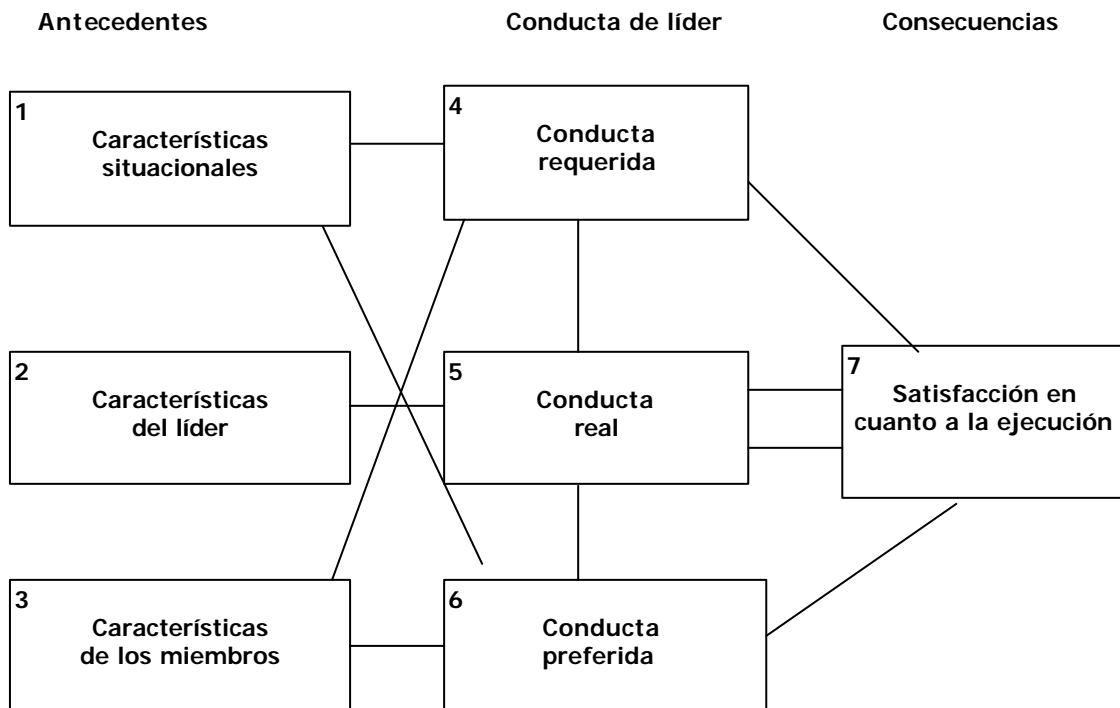 Antecedentes
Conducta de líder
Consecuencias
1
Características
situacionales
4
Conducta
requerida
2
Características
del líder
5
Conducta
real
7
Satisfacción en
cuanto a la ejecución
3
Características
de los miembros
6
Conducta
preferida